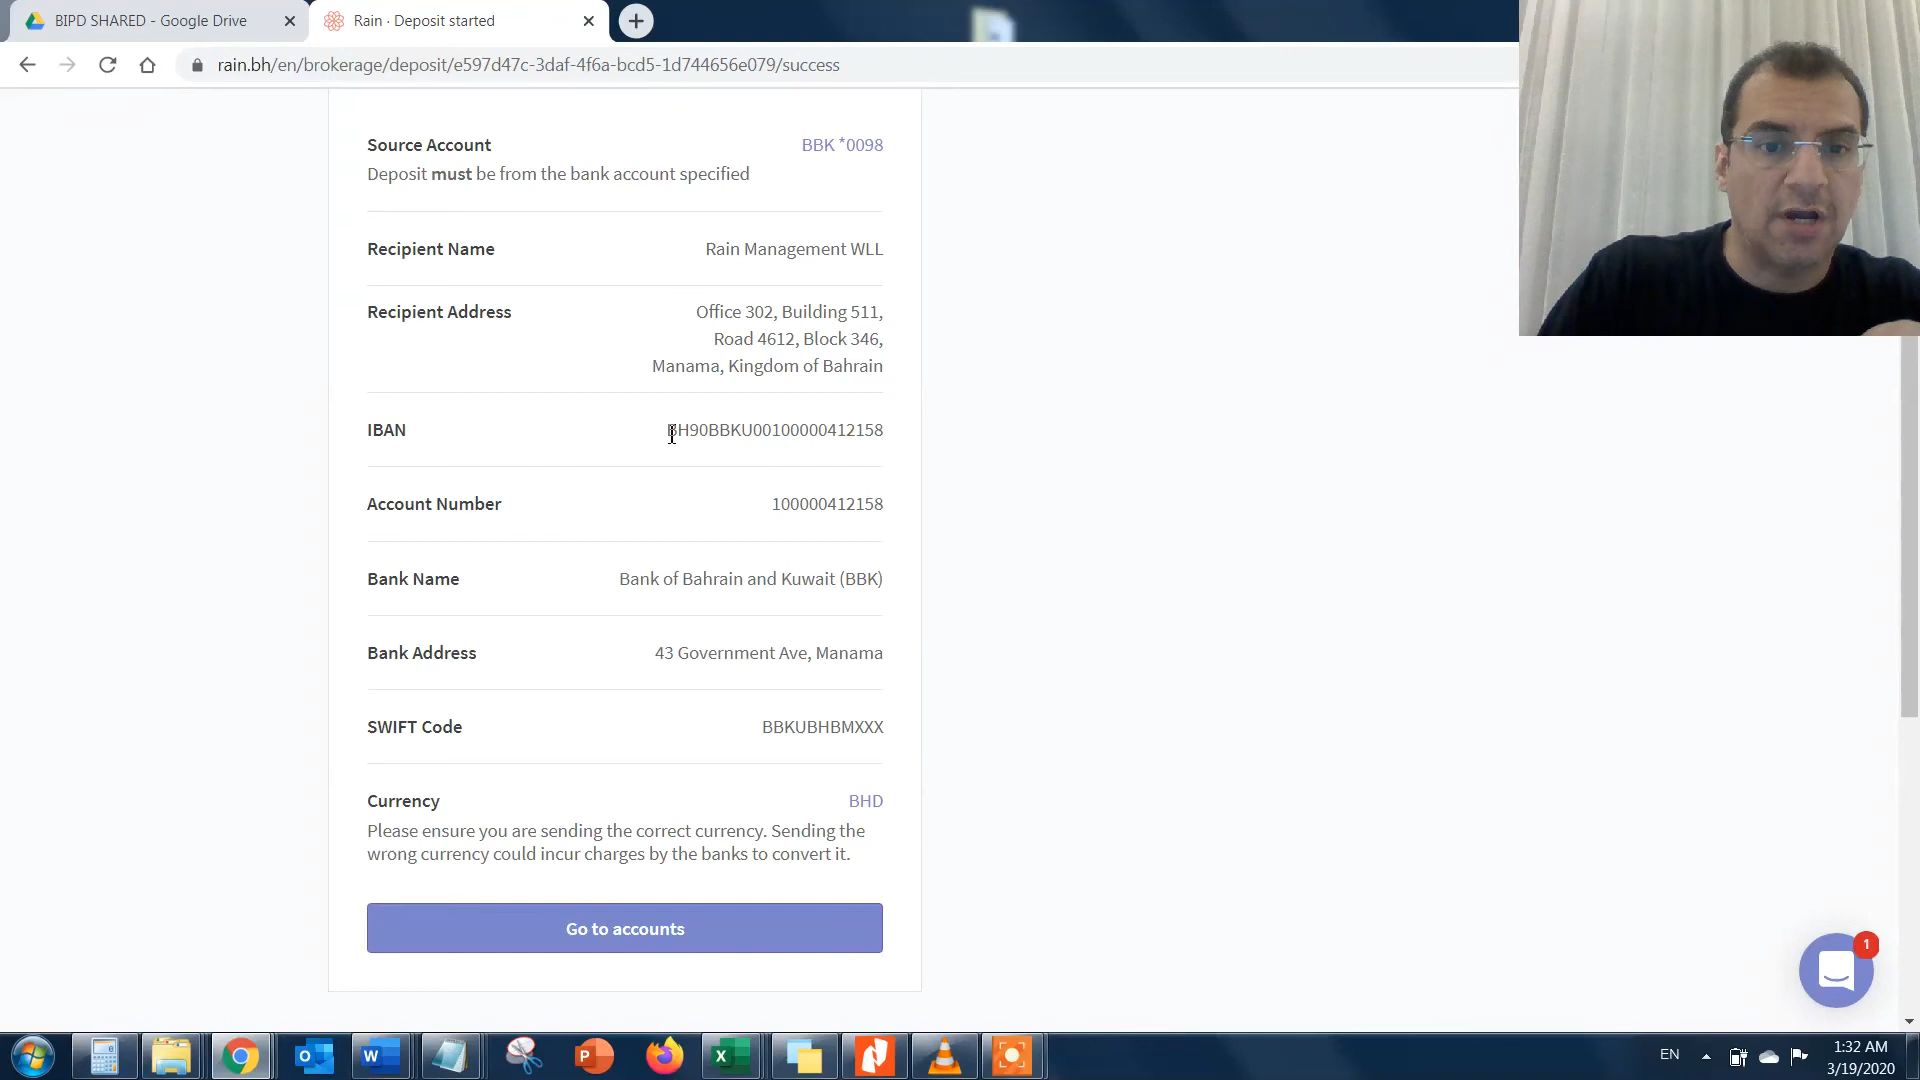 BIPD SHARED - Google Drive
Rain · Deposit started
rain.bh/en/brokerage/deposit/e597d47c-3daf-4f6a-bcd5-1d744656e079/success
Source Account BBK *0098
Deposit must be from the bank account specified
Recipient Name Rain Management WLL
Recipient Address Office 302, Building 511,
Road 4612, Block 346,
Manama, Kingdom of Bahrain
IBAN BH90BBKU00100000412158
Account Number 100000412158
Bank Name Bank of Bahrain and Kuwait (BBK)
Bank Address 43 Government Ave, Manama
SWIFT Code BBKUBHBMXXX
Currency BHD
Please ensure you are sending the correct currency. Sending the
wrong currency could incur charges by the banks to convert it.
Go to accounts
1
EN
1:32 AM
3/19/2020